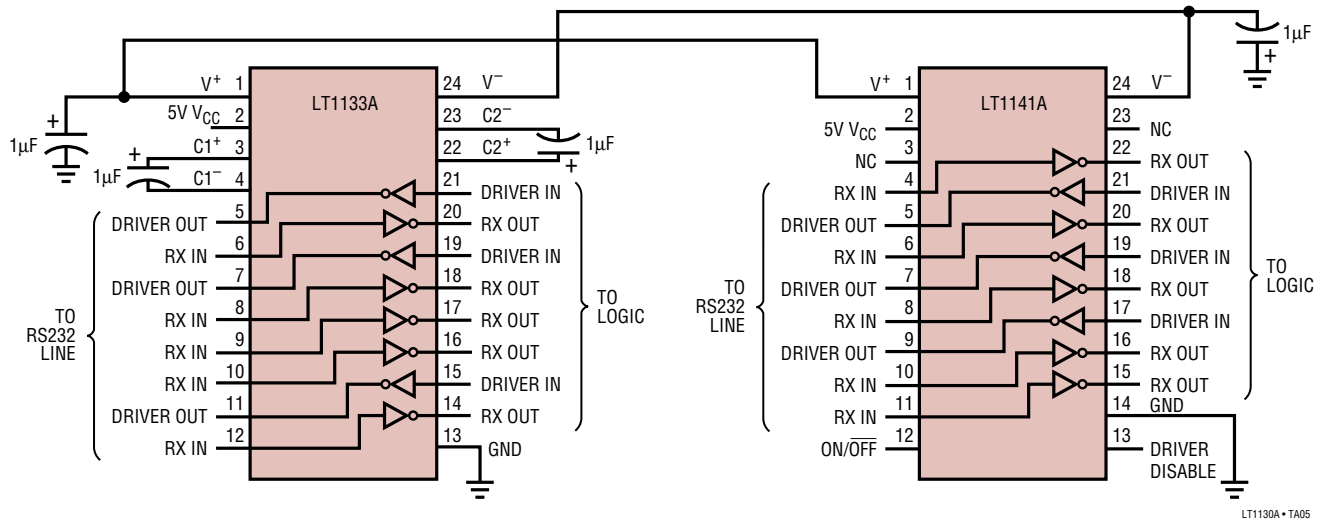 1µF
V+ 1
LT1133A
24 V−
5V VCC 2
23 C2−
1µF
+
C1+ 3
22 C2+
+
1µF
+
1µF
C1− 4
21 DRIVER IN
DRIVER OUT 5
20 RX OUT
RX IN 6
19 DRIVER IN
DRIVER OUT 7
18 RX OUT
RX IN 8
17 RX OUT
RX IN 9
16 RX OUT
RX IN 10
15 DRIVER IN
DRIVER OUT 11
14 RX OUT
RX IN 12
13 GND
TO
RS232
LINE
TO
LOGIC
V+ 1
LT1141A
24 V−
+
5V VCC 2
23 NC
NC 3
22 RX OUT
RX IN 4
21 DRIVER IN
DRIVER OUT 5
20 RX OUT
RX IN 6
19 DRIVER IN
DRIVER OUT 7
18 RX OUT
RX IN 8
17 DRIVER IN
DRIVER OUT 9
16 RX OUT
RX IN 10
15 RX OUT
RX IN 11
14 GND
ON/OFF 12
13 DRIVER
DISABLE
TO
RS232
LINE
TO
LOGIC
LT1130A • TA05